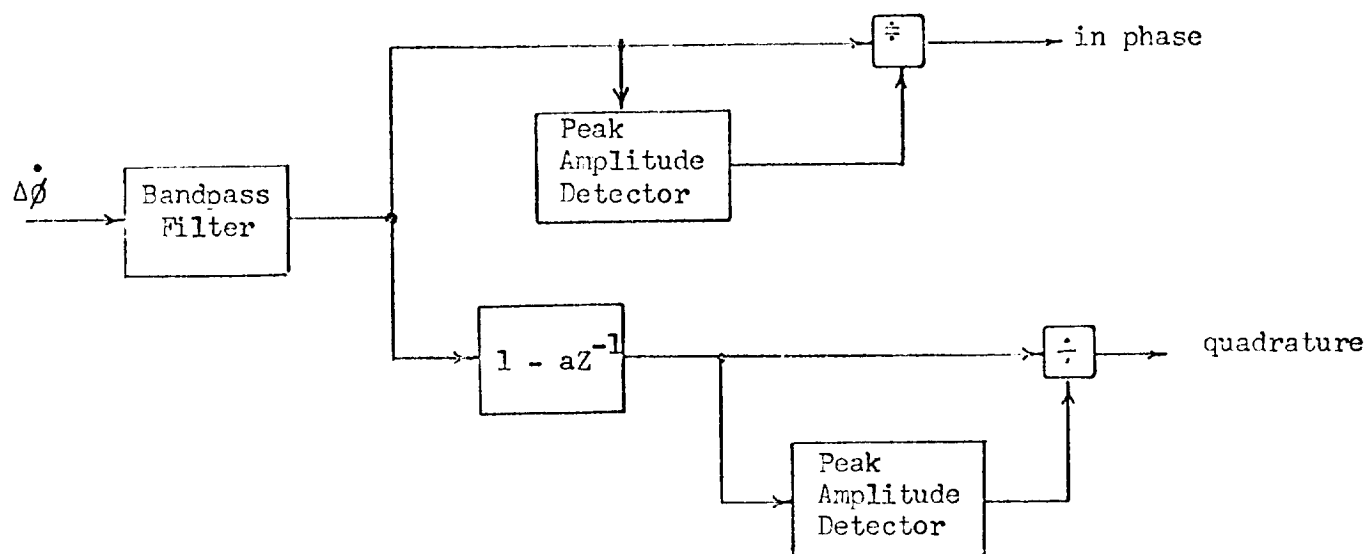 ÷
in phase
Peak
Amplitude
Detector
Δφ̇
Bandpass
Filter
1 - aZ⁻¹
÷
quadrature
Peak
Amplitude
Detector